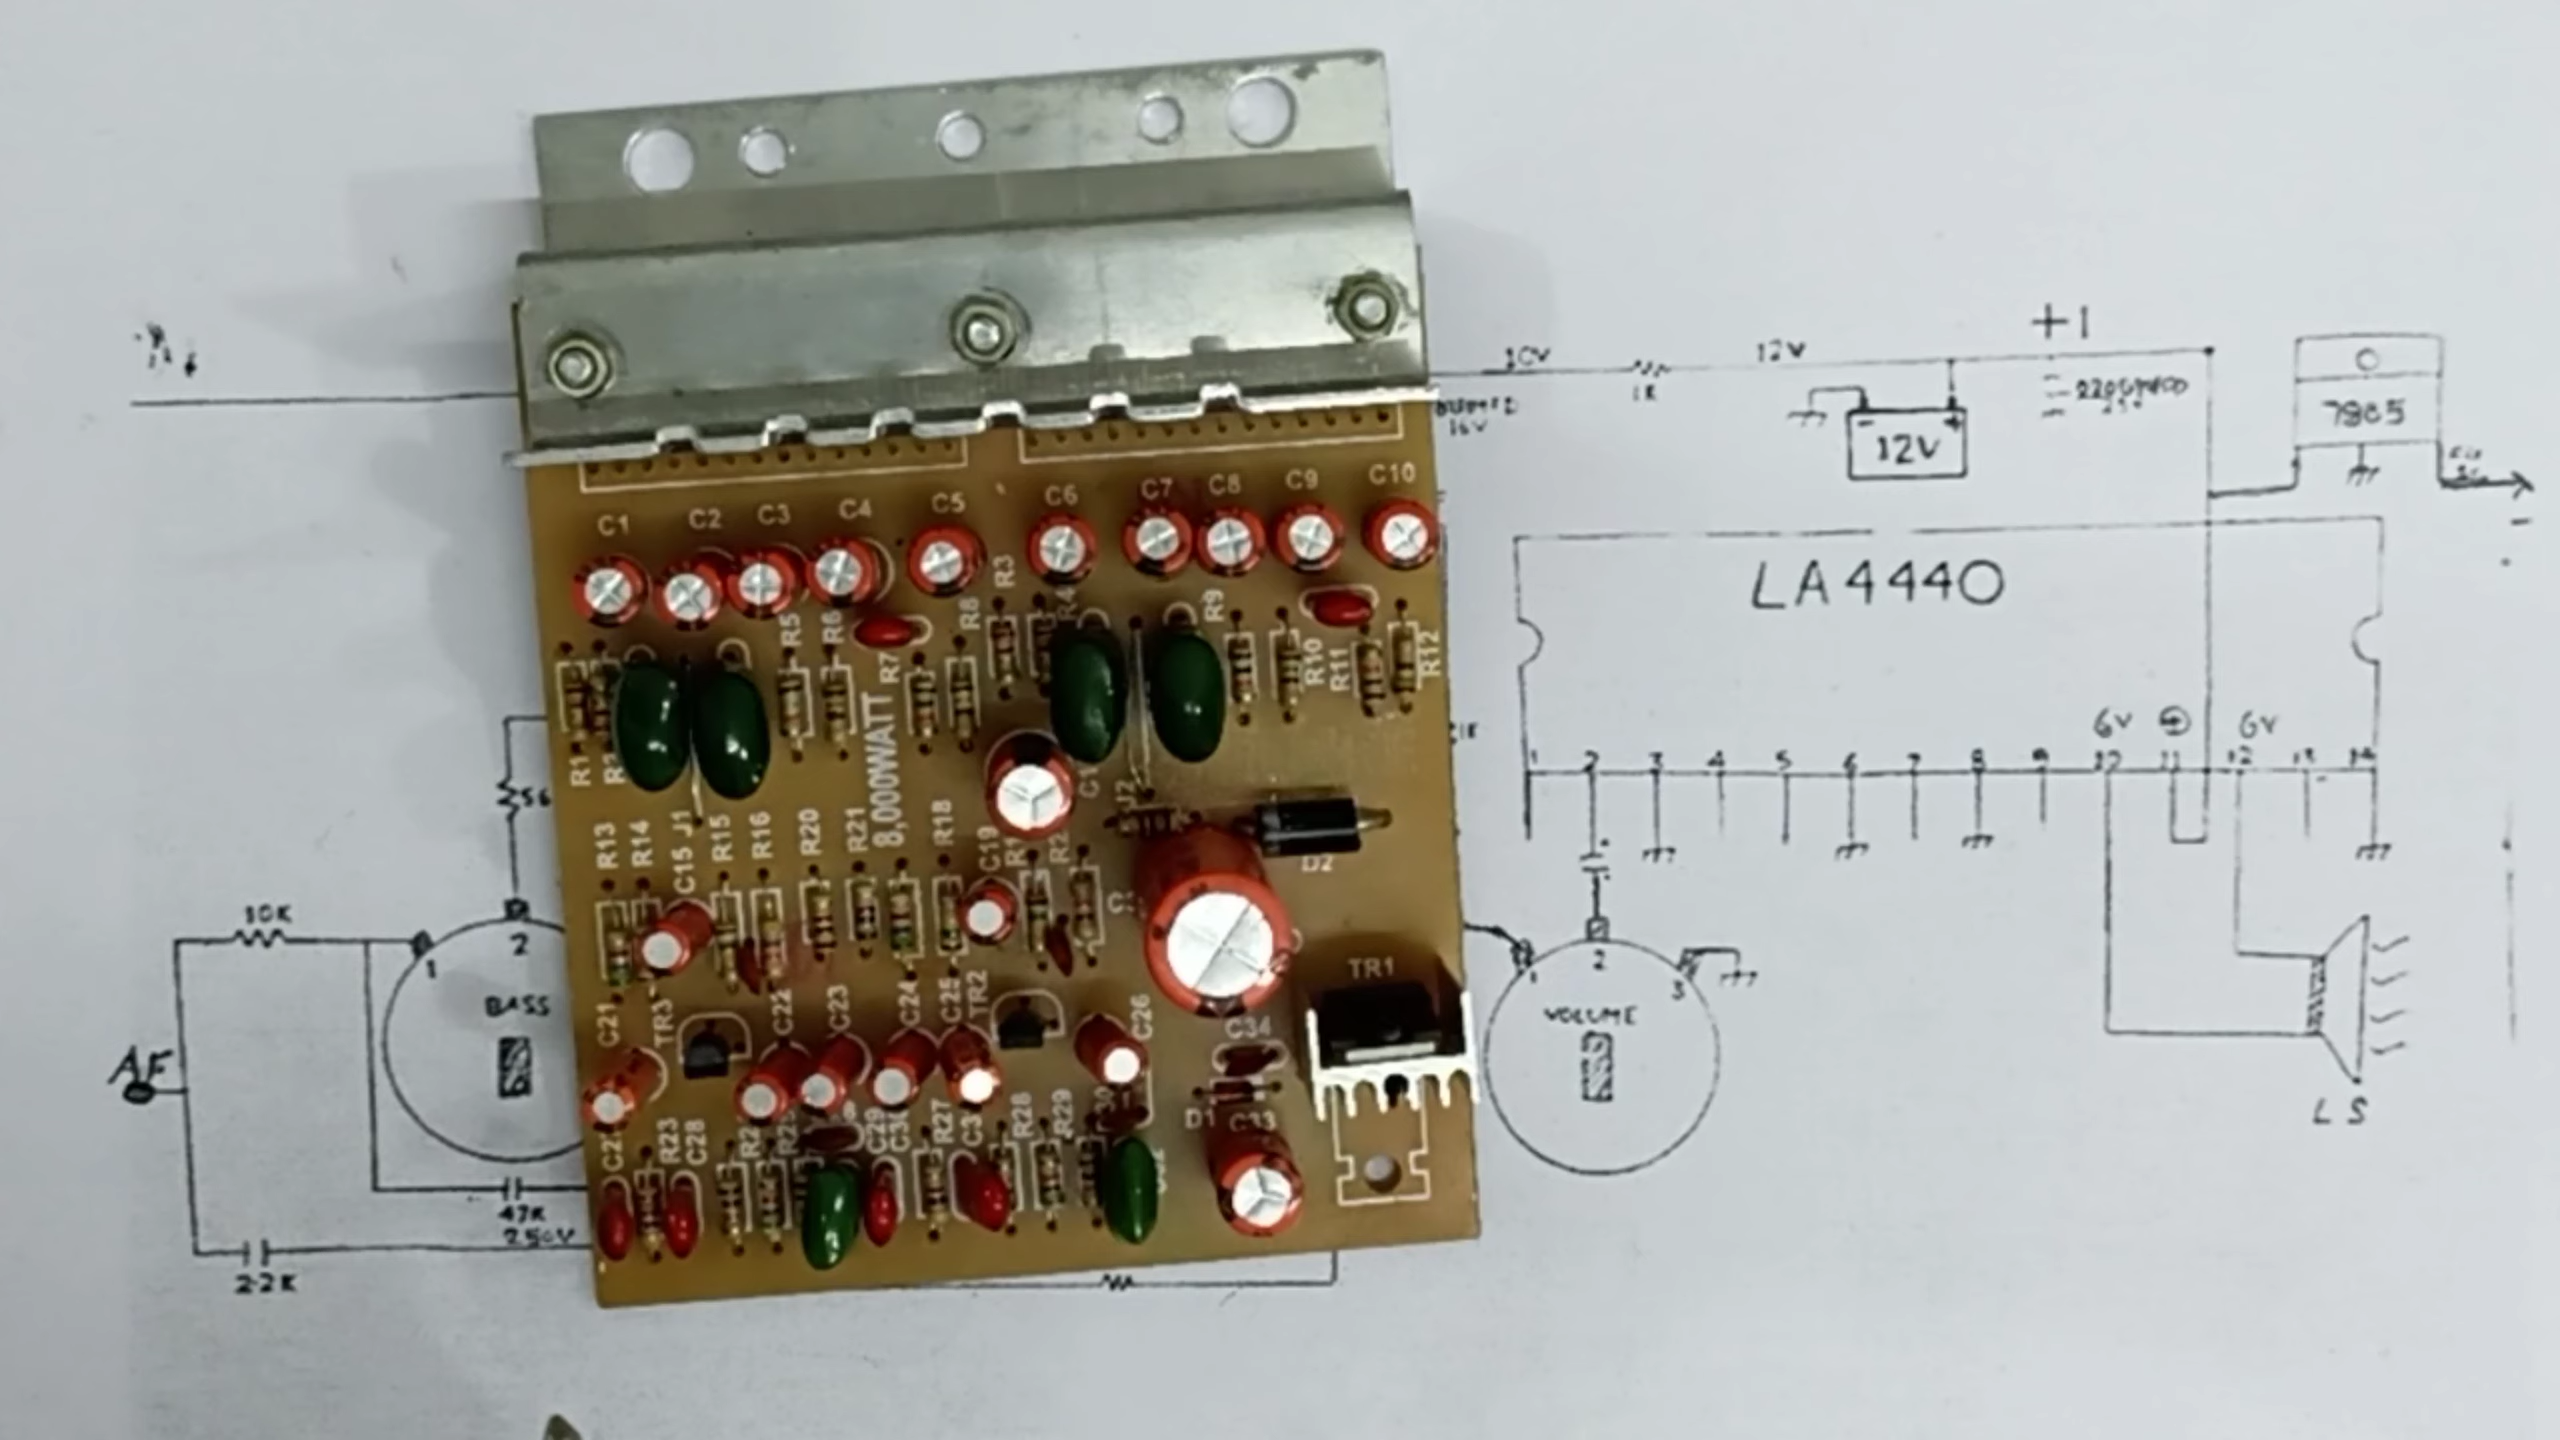 +1
10V
12V
1K
16V
7805
12V
C1
C2
C3
C4
C5
C6
C7
C8
C9
C10
LA4440
R3
R4
R5
R6
R7
R8
R9
R10
R11
R12
8,000WATT
6V
6V
1 2 3 4 5 6 7 8 9 10 11 12 13 14
56
J2
D2
R13
R14
C15
J1
R15
R16
R20
R21
R18
C19
10K
1
2
BASS
AF
C21
TR3
C22
C23
C24
C25
TR2
C26
C34
TR1
1
2
3
VOLUME
LS
R23
C28
C29
R27
R28
R29
D1
C33
47K
250V
22K